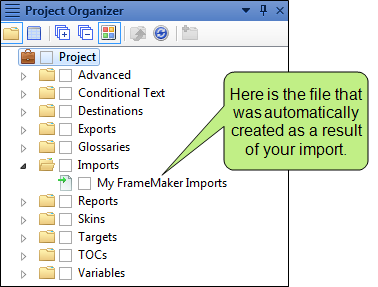 Project Organizer
Project
Advanced
Conditional Text
Destinations
Exports
Glossaries
Imports
My FrameMaker Imports
Reports
Skins
Targets
TOCs
Variables
Here is the file that
was automatically
created as a result
of your import.